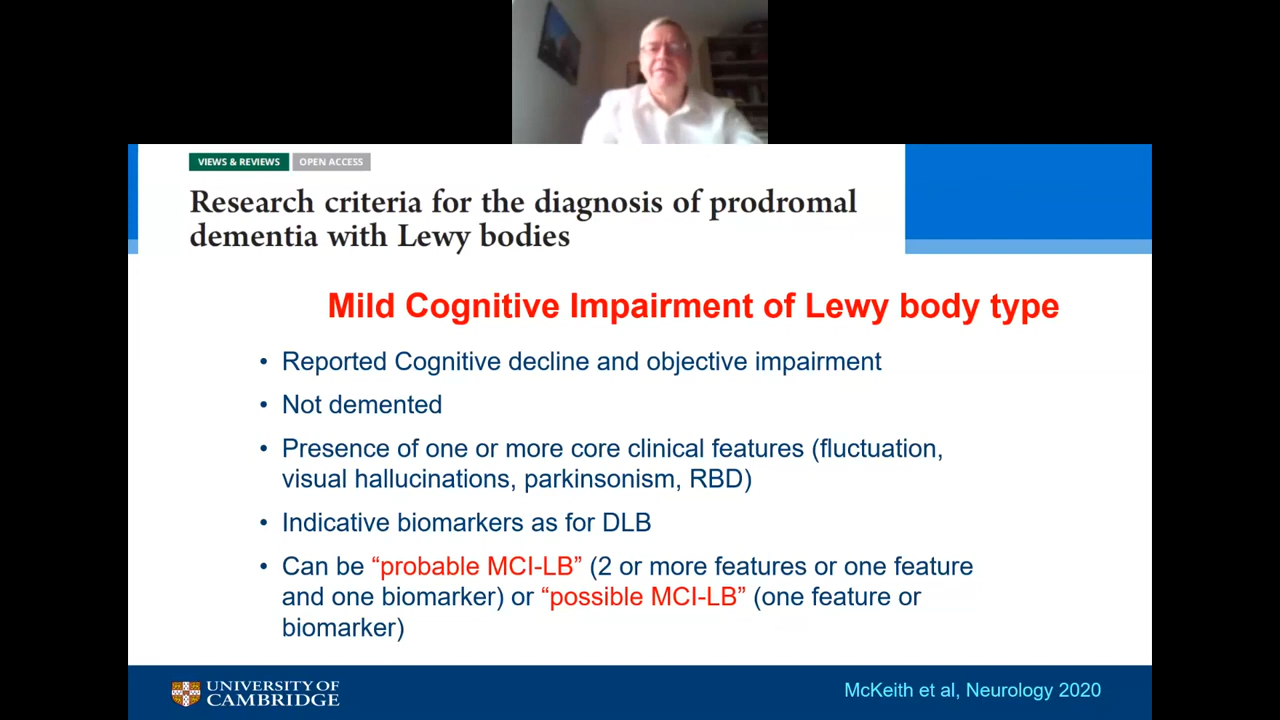 VIEWS & REVIEWS OPEN ACCESS
Research criteria for the diagnosis of prodromal
dementia with Lewy bodies
Mild Cognitive Impairment of Lewy body type
• Reported Cognitive decline and objective impairment
• Not demented
• Presence of one or more core clinical features (fluctuation,
visual hallucinations, parkinsonism, RBD)
• Indicative biomarkers as for DLB
• Can be “probable MCI-LB” (2 or more features or one feature
and one biomarker) or “possible MCI-LB” (one feature or
biomarker)
UNIVERSITY OF
CAMBRIDGE
McKeith et al, Neurology 2020